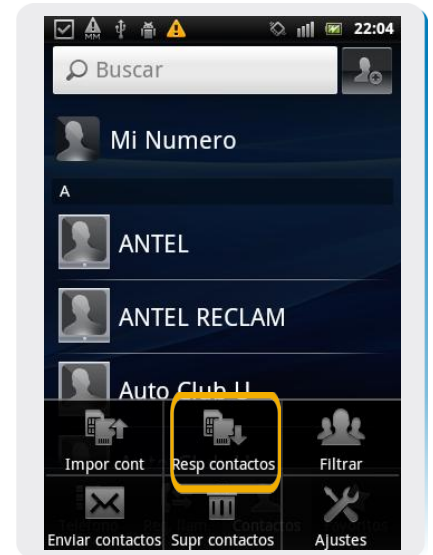 MM
22:04
Buscar
Mi Numero
A
ANTEL
ANTEL RECLAM
Auto Club U
Impor cont
Resp contactos
Filtrar
Enviar contactos
Supr contactos
Ajustes